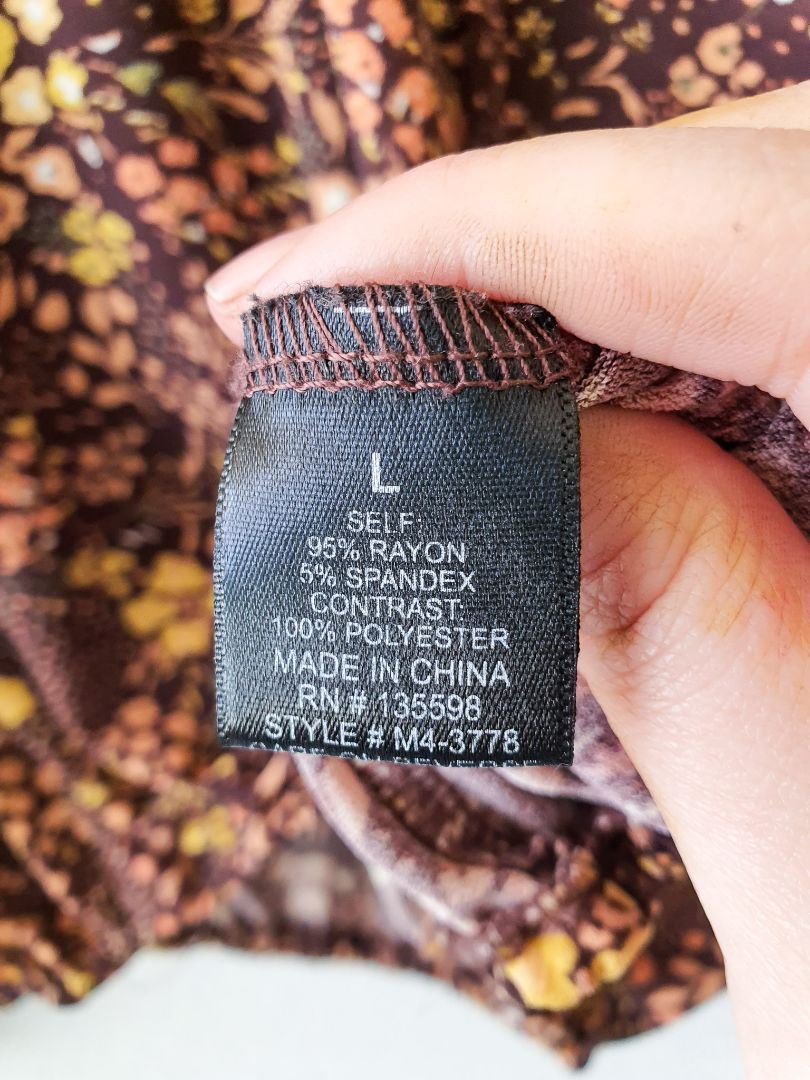 L
SELF:
95% RAYON
5% SPANDEX
CONTRAST:
100% POLYESTER
MADE IN CHINA
RN # 135598
STYLE # M4-3778